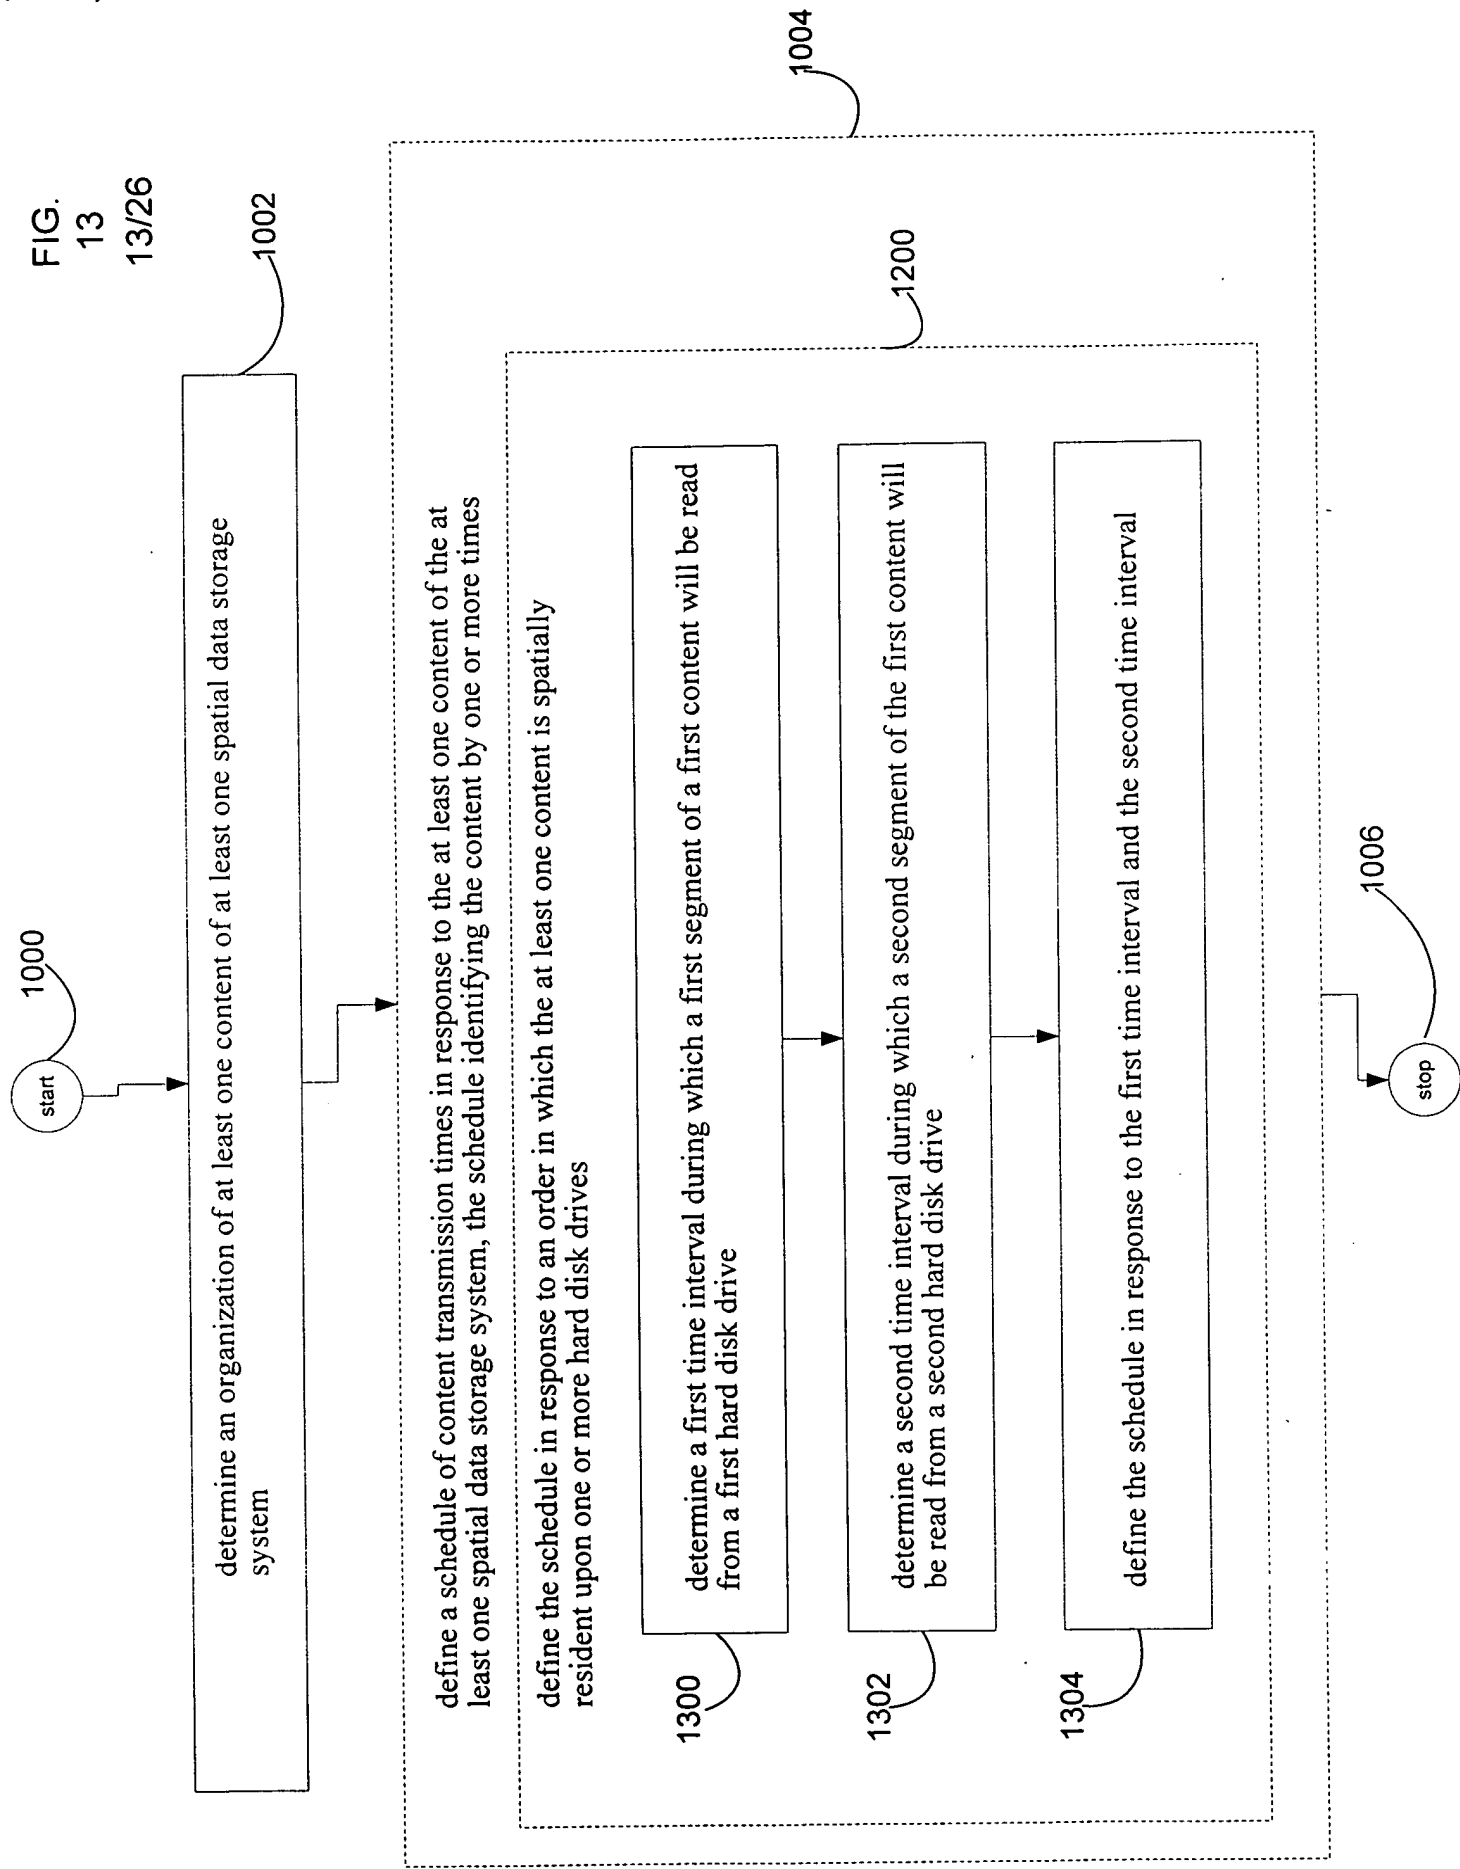 FIG.
13
13/26
1000
start
1002
determine an organization of at least one content of at least one spatial data storage
system
1004
define a schedule of content transmission times in response to the at least one content of the at
least one spatial data storage system, the schedule identifying the content by one or more times
1200
define the schedule in response to an order in which the at least one content is spatially
resident upon one or more hard disk drives
1300
determine a first time interval during which a first segment of a first content will be read
from a first hard disk drive
1302
determine a second time interval during which a second segment of the first content will
be read from a second hard disk drive
1304
define the schedule in response to the first time interval and the second time interval
1006
stop